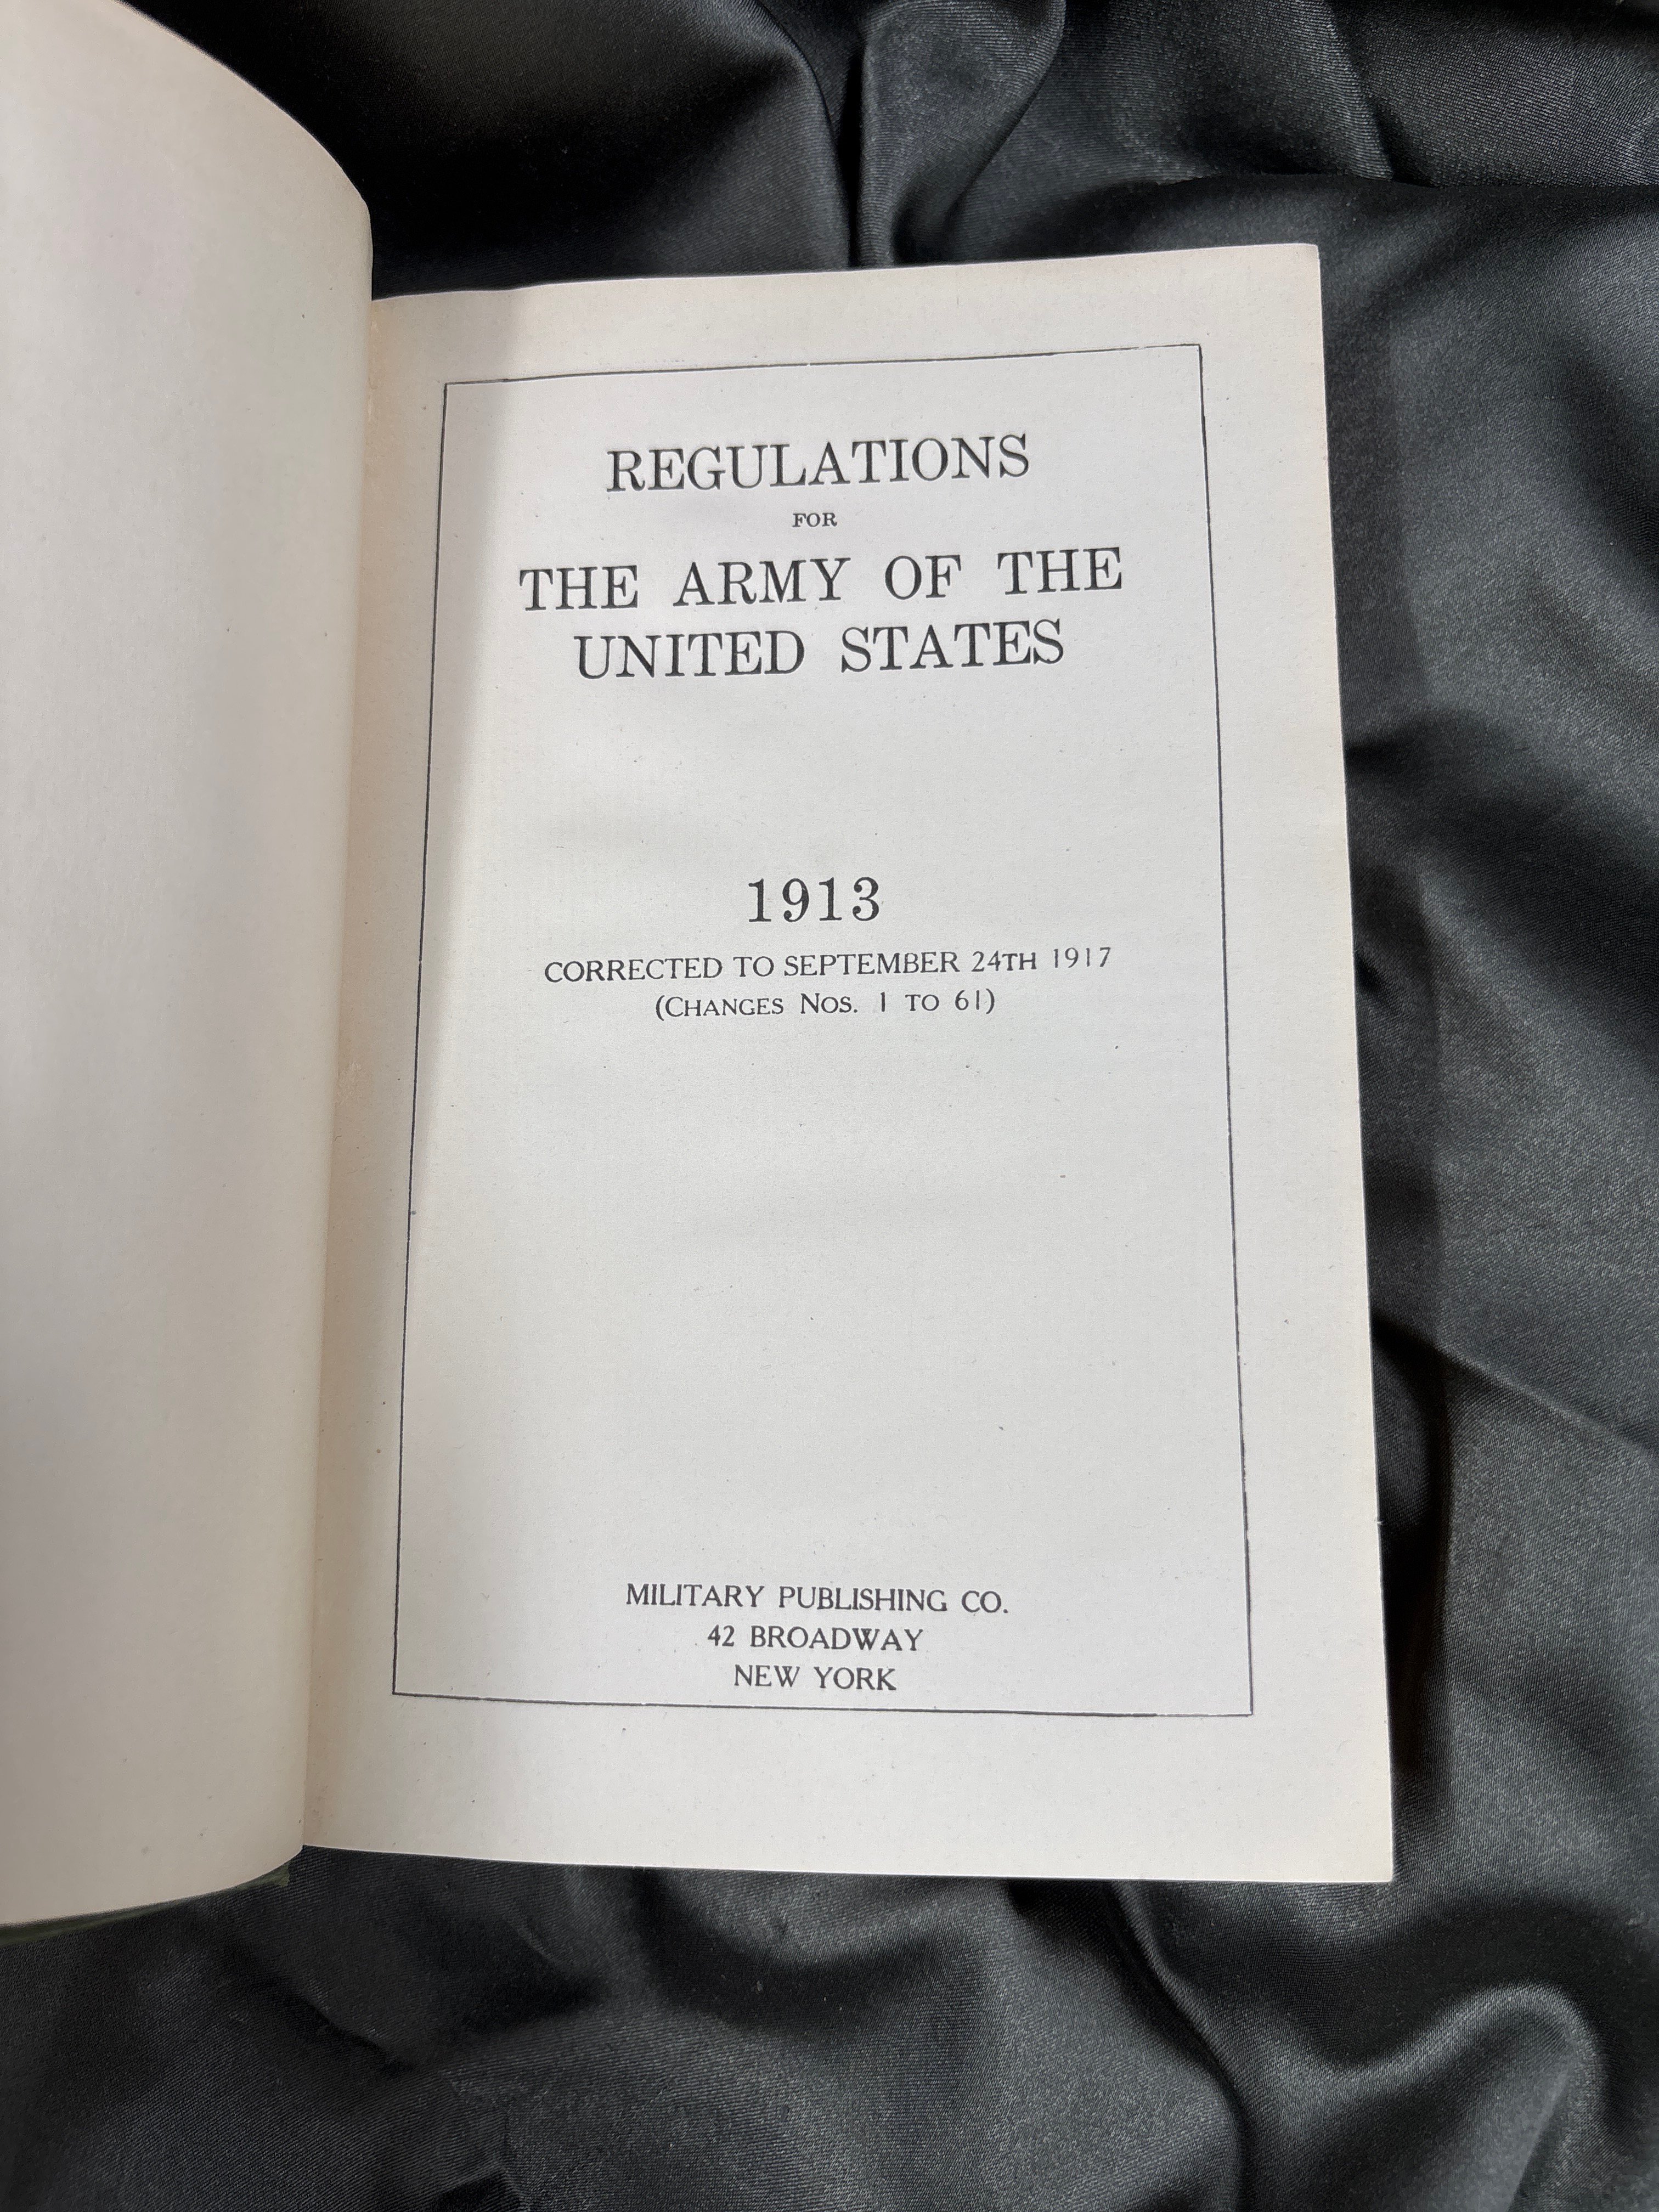 REGULATIONS
FOR
THE ARMY OF THE
UNITED STATES
1913
CORRECTED TO SEPTEMBER 24TH 1917
(CHANGES NOS. 1 TO 61)
MILITARY PUBLISHING CO.
42 BROADWAY
NEW YORK